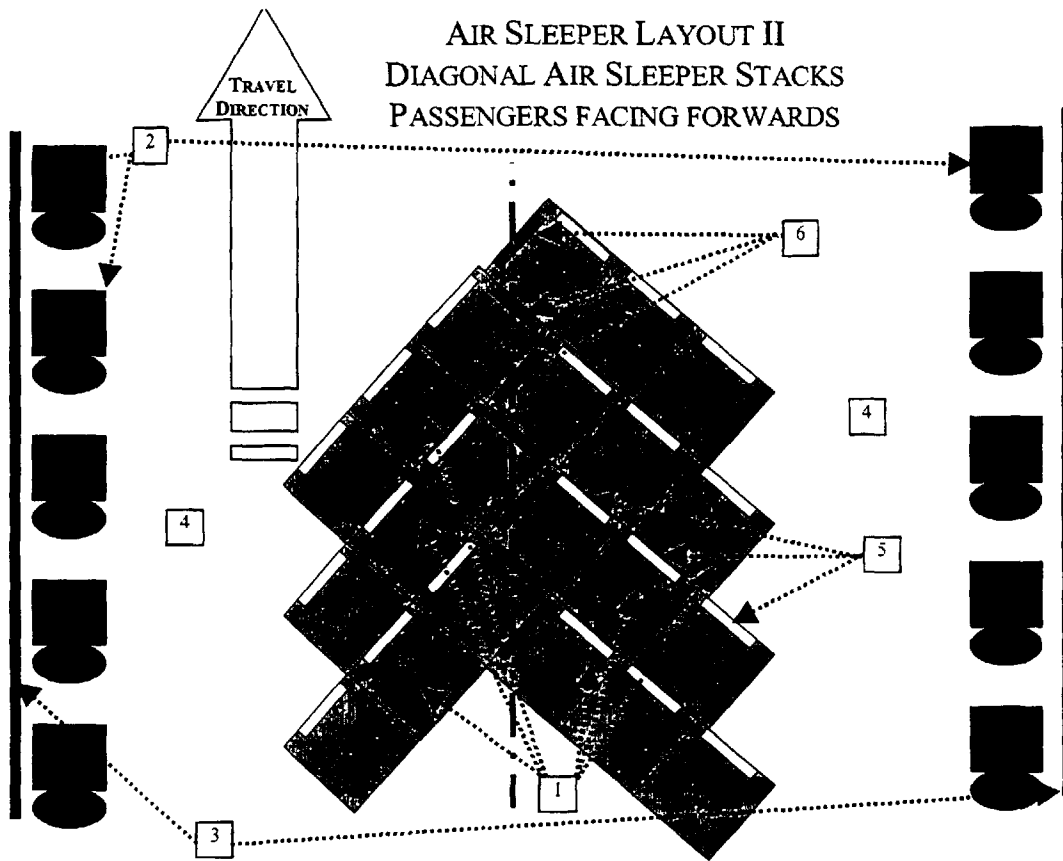 AIR SLEEPER LAYOUT II
DIAGONAL AIR SLEEPER STACKS
PASSENGERS FACING FORWARDS
TRAVEL
DIRECTION
2
6
4
4
5
1
3